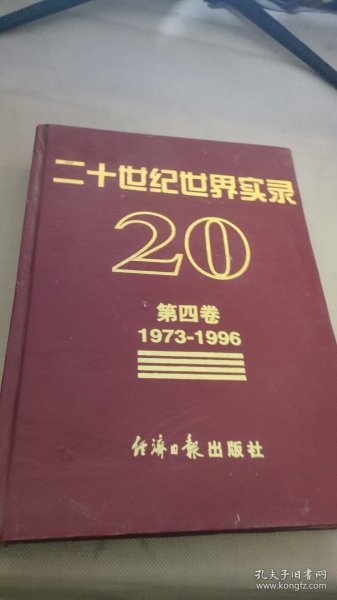 二十世纪世界实录
20
第四卷
1973-1996
经济日报出版社
孔夫子旧书网
www.kongfz.com